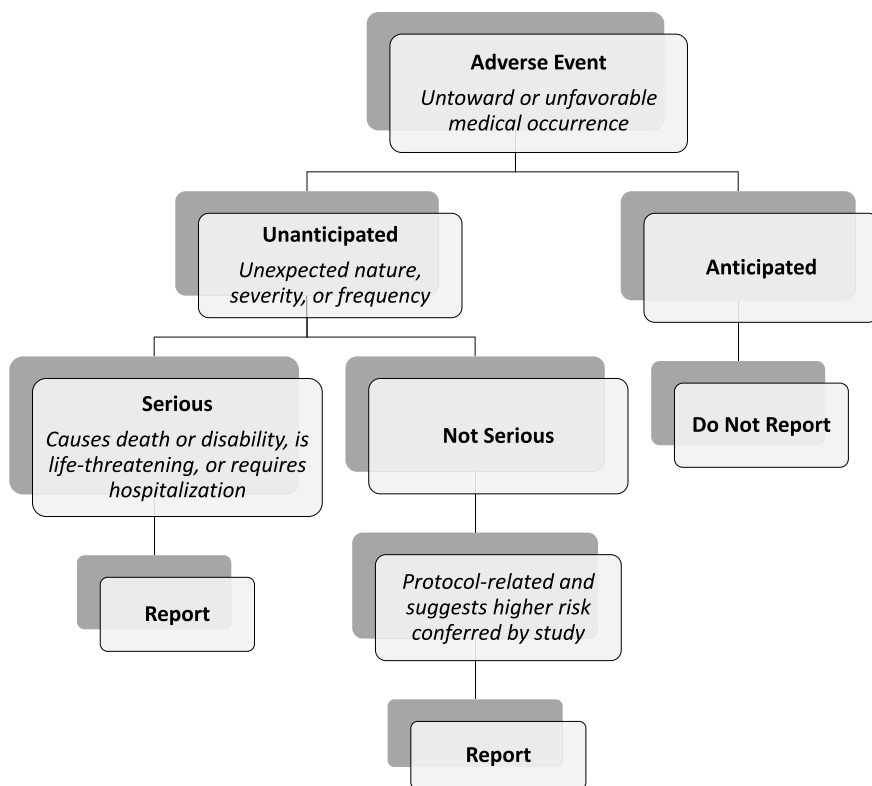 Adverse Event
Untoward or unfavorable
medical occurrence
Unanticipated
Unexpected nature,
severity, or frequency
Anticipated
Serious
Causes death or disability, is
life-threatening, or requires
hospitalization
Not Serious
Do Not Report
Report
Protocol-related and
suggests higher risk
conferred by study
Report